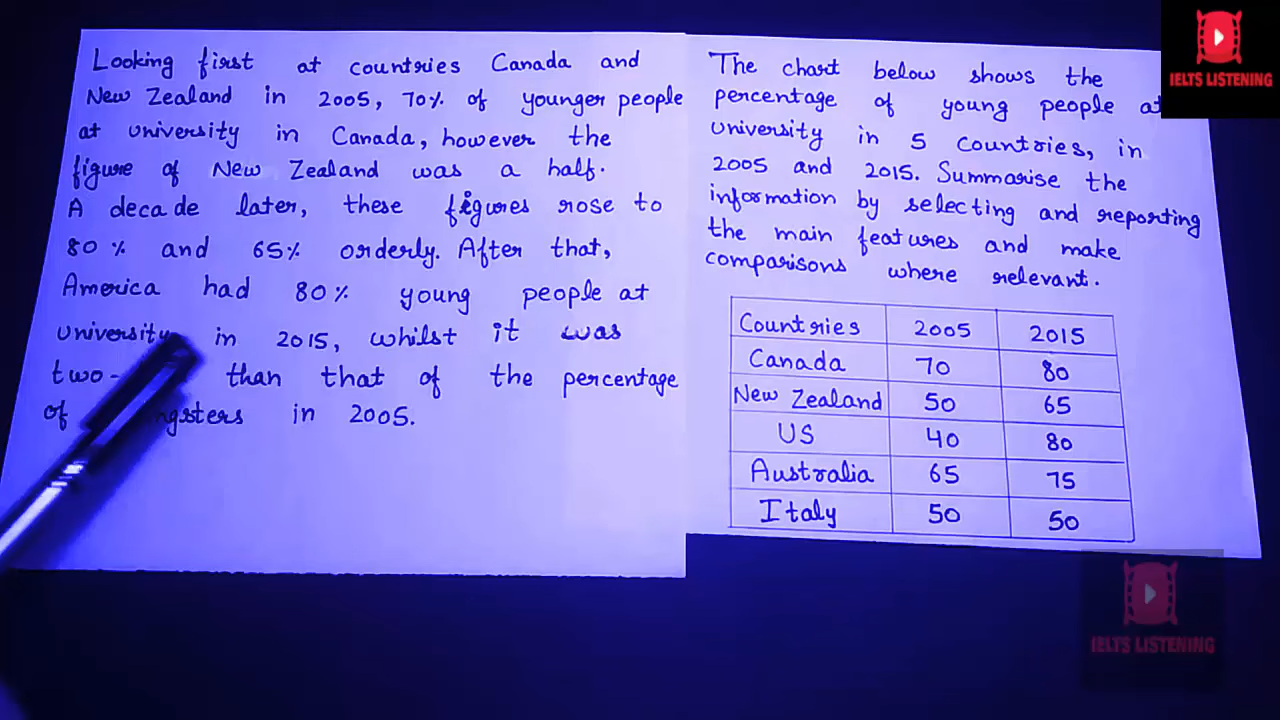 Looking first at countries Canada and
New Zealand in 2005, 70% of younger people
at university in Canada, however the
figure of New Zealand was a half.
A decade later, these figures rose to
80% and 65% orderly. After that,
America had 80% young people at
university in 2015, whilst it was
two- than that of the percentage
of in 2005.
The chart below shows the
percentage of young people at
university in 5 countries, in
2005 and 2015. Summarise the
information by selecting and reporting
the main features and make
comparisons where relevant.
Countries 2005 2015
Canada 70 80
New Zealand 50 65
US 40 80
Australia 65 75
Italy 50 50
IELTS LISTENING
IELTS LISTENING